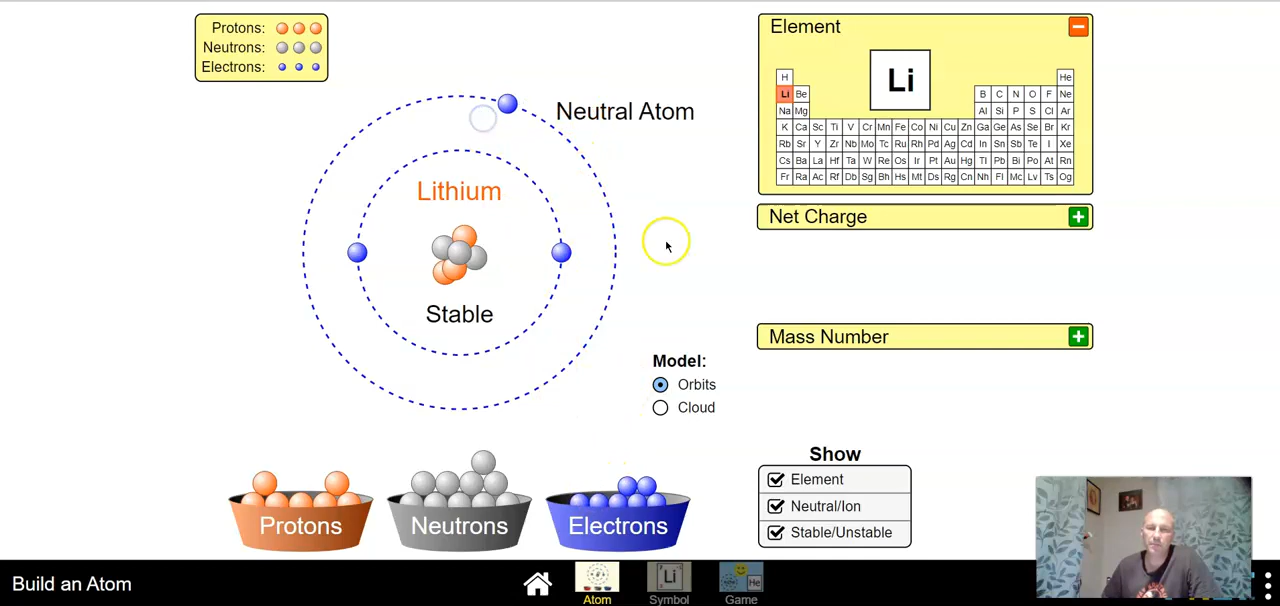 Protons:
Neutrons:
Electrons:
Neutral Atom
Lithium
Stable
Element
Li
H He
Li Be B C N O F Ne
Na Mg Al Si P S Cl Ar
K Ca Sc Ti V Cr Mn Fe Co Ni Cu Zn Ga Ge As Se Br Kr
Rb Sr Y Zr Nb Mo Tc Ru Rh Pd Ag Cd In Sn Sb Te I Xe
Cs Ba La Hf Ta W Re Os Ir Pt Au Hg Tl Pb Bi Po At Rn
Fr Ra Ac Rf Db Sg Bh Hs Mt Ds Rg Cn Nh Fl Mc Lv Ts Og
Net Charge
Mass Number
Model:
Orbits
Cloud
Protons
Neutrons
Electrons
Show
Element
Neutral/Ion
Stable/Unstable
Build an Atom
Atom
Li
Symbol
He
Game